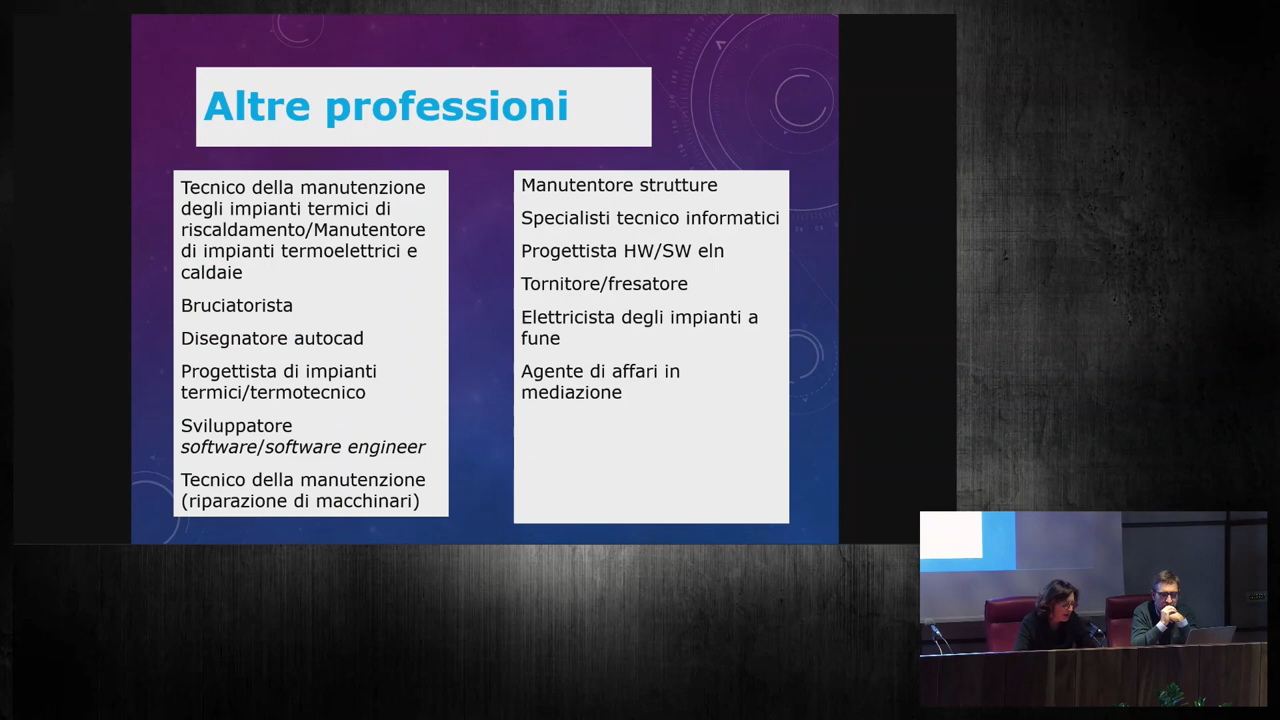 Altre professioni
Tecnico della manutenzione
degli impianti termici di
riscaldamento/Manutentore
di impianti termoelettrici e
caldaie
Bruciatorista
Disegnatore autocad
Progettista di impianti
termici/termotecnico
Sviluppatore
software/software engineer
Tecnico della manutenzione
(riparazione di macchinari)
Manutentore strutture
Specialisti tecnico informatici
Progettista HW/SW eln
Tornitore/fresatore
Elettricista degli impianti a
fune
Agente di affari in
mediazione